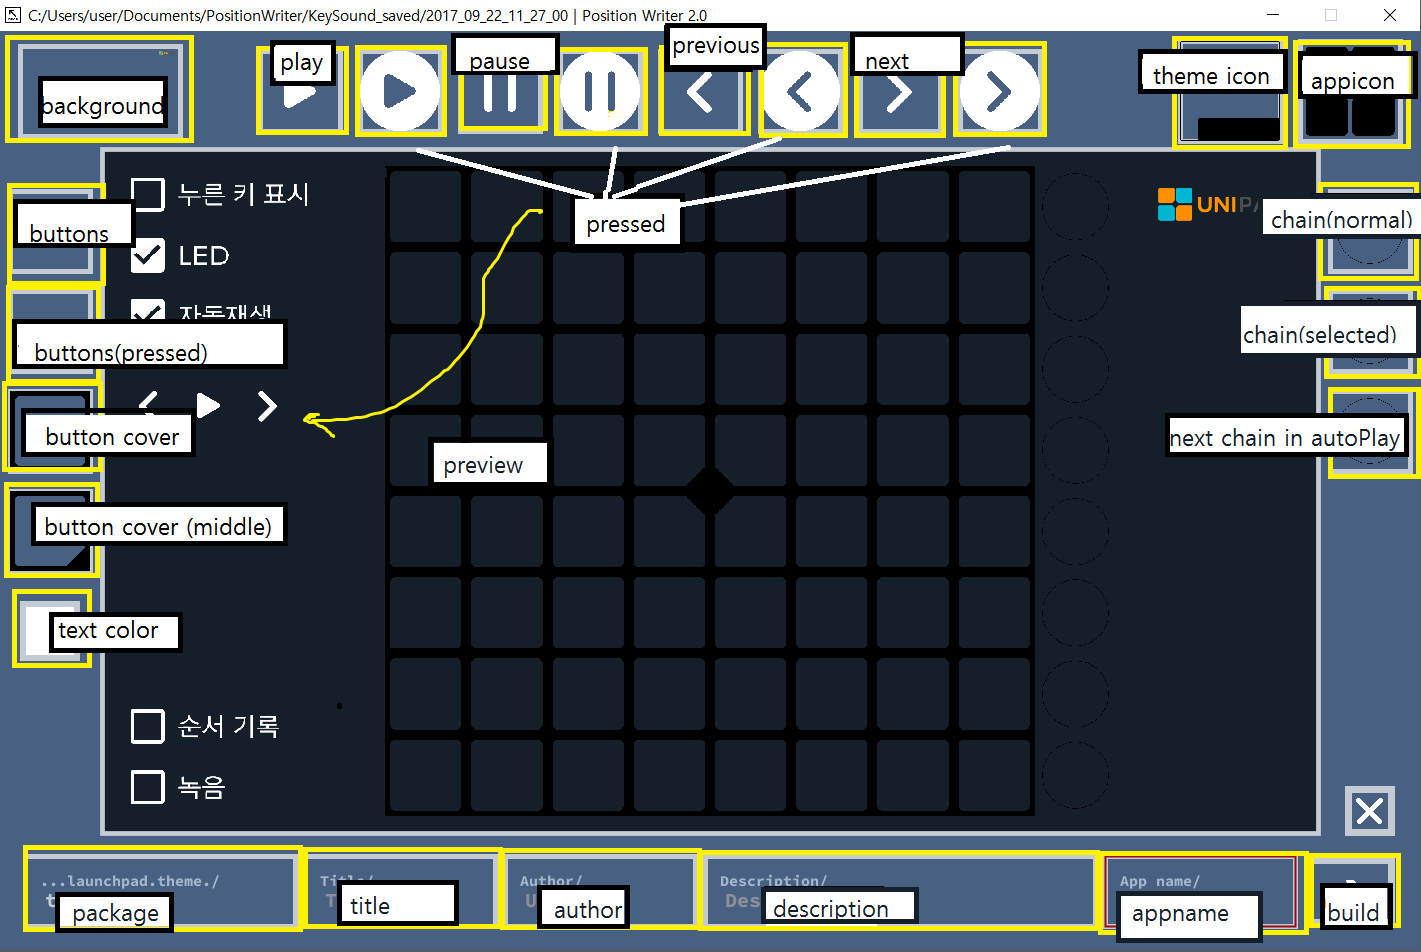 C:/Users/user/Documents/PositionWriter/KeySound_saved/2017_09_22_11_27_00 | Position Writer 2.0
background
play
pause
previous
next
theme icon
appicon
누른 키 표시
pressed
UNIPA
chain(normal)
buttons
LED
자동재생
chain(selected)
buttons(pressed)
button cover
next chain in autoPlay
preview
button cover (middle)
text color
순서 기록
녹음
...launchpad.theme./
Title/
Author/
Description/
App name/
package
title
author
Des
description
appname
build